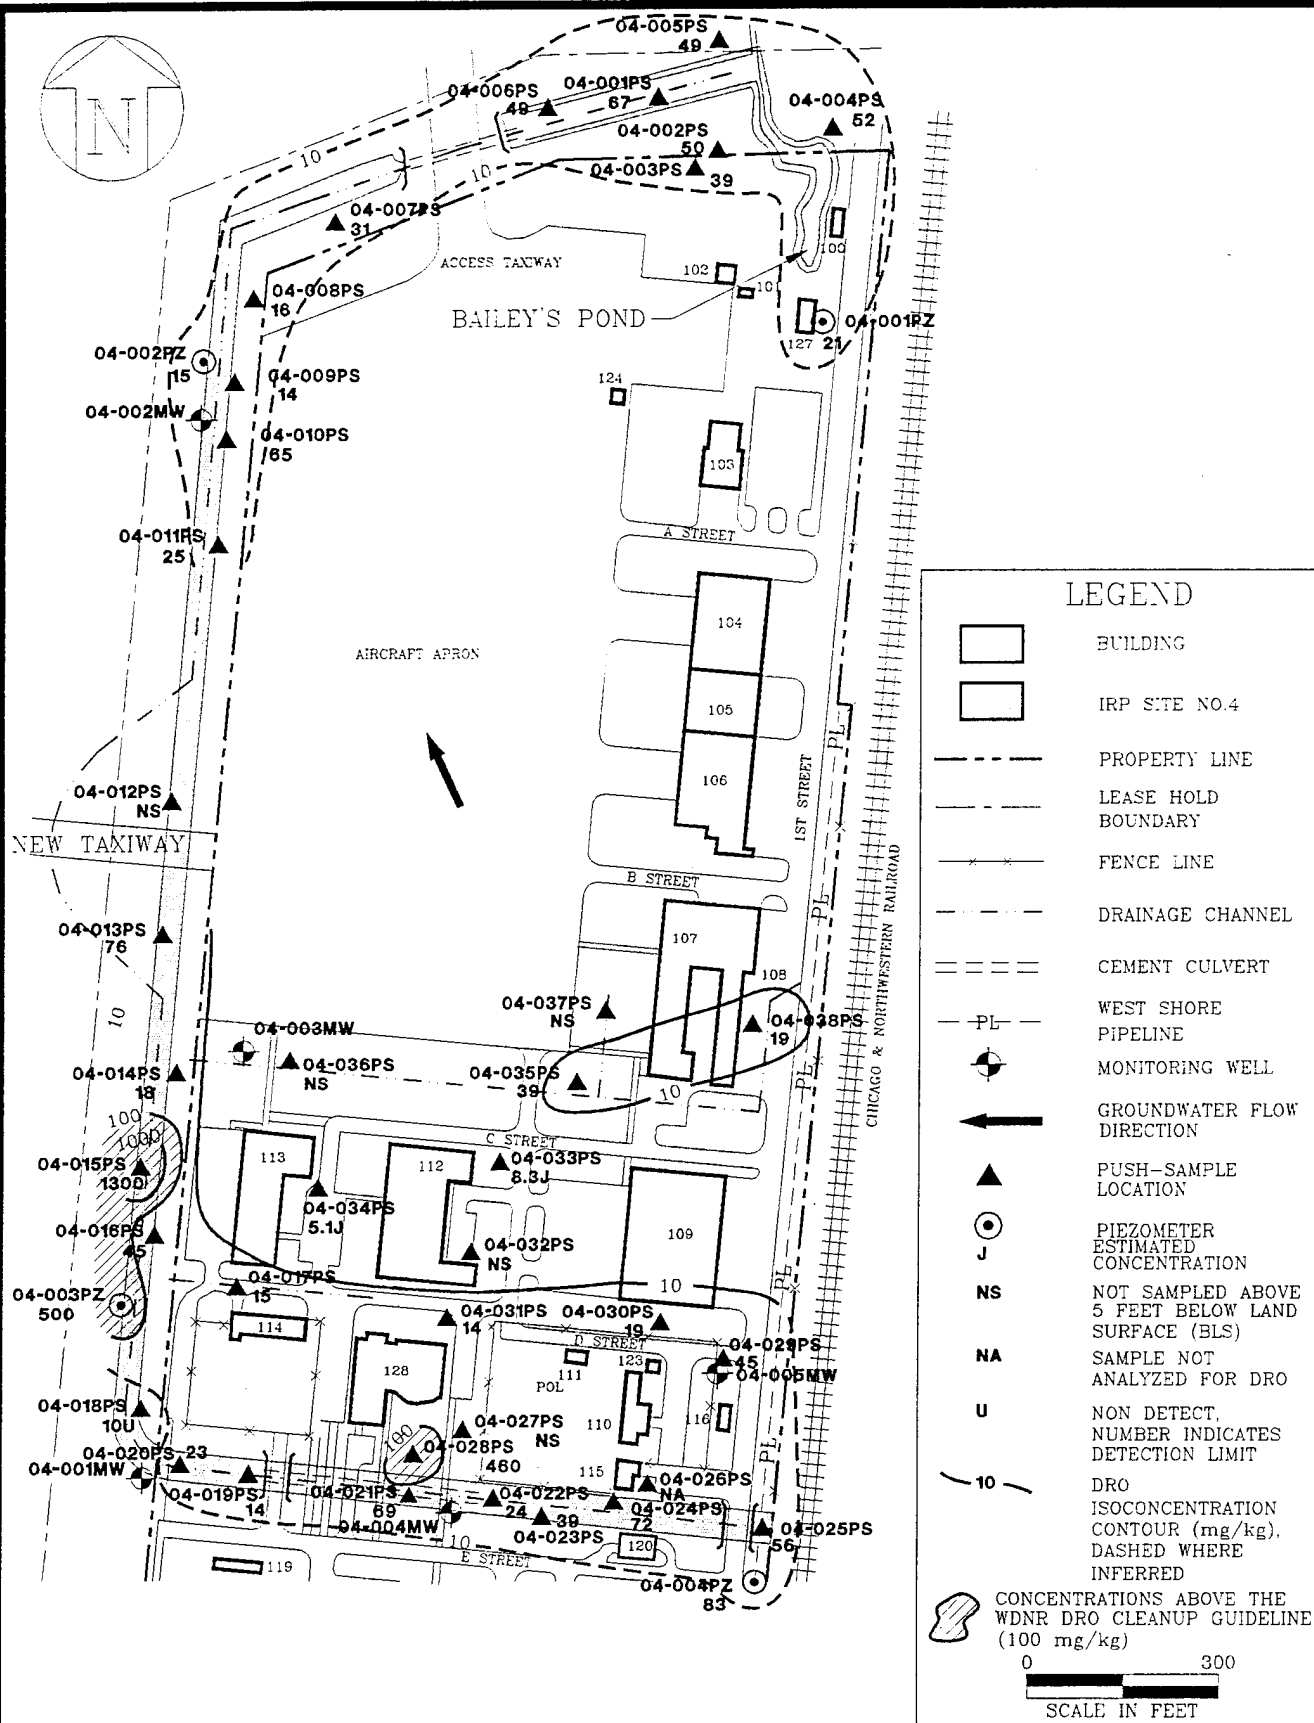 N
04-005PS
49
04-006PS
49
04-001PS
67
04-004PS
52
04-002PS
50
04-003PS
39
10
10
04-007PS
31
ACCESS TAXIWAY
102
100
04-008PS
16
BAILEY'S POND
04-001PZ
21
127
04-002PZ
15
04-009PS
14
124
04-002MW
04-010PS
65
103
04-011PS
25
A STREET
104
AIRCRAFT APRON
105
PL
106
1ST STREET
04-012PS
NS
NEW TAXIWAY
B STREET
CHICAGO & NORTHWESTERN RAILROAD
PL
04-013PS
76
107
108
10
04-037PS
NS
04-038PS
19
04-003MW
04-036PS
NS
04-014PS
18
04-035PS
39
10
PL
100
1000
C STREET
04-015PS
1300
113
112
04-033PS
8.3J
04-034PS
5.1J
04-016PS
45
04-032PS
NS
109
04-017PS
15
10
PL
04-003PZ
500
04-031PS
14
04-030PS
19
114
D STREET
04-029PS
45
04-005MW
128
111
123
POL
110
116
04-018PS
10U
100
04-027PS
NS
04-028PS
460
PL
04-020PS 23
04-001MW
115
04-026PS
NA
04-019PS
14
04-021PS
69
04-022PS
24
04-024PS
72
04-004MW
39
04-023PS
04-025PS
56
10
E STREET
120
119
04-004PZ
83
LEGEND
BUILDING
IRP SITE NO.4
PROPERTY LINE
LEASE HOLD
BOUNDARY
FENCE LINE
DRAINAGE CHANNEL
CEMENT CULVERT
PL
WEST SHORE
PIPELINE
MONITORING WELL
GROUNDWATER FLOW
DIRECTION
PUSH-SAMPLE
LOCATION
PIEZOMETER
J
ESTIMATED
CONCENTRATION
NS
NOT SAMPLED ABOVE
5 FEET BELOW LAND
SURFACE (BLS)
NA
SAMPLE NOT
ANALYZED FOR DRO
U
NON DETECT,
NUMBER INDICATES
DETECTION LIMIT
10
DRO
ISOCONCENTRATION
CONTOUR (mg/kg),
DASHED WHERE
INFERRED
CONCENTRATIONS ABOVE THE
WDNR DRO CLEANUP GUIDELINE
(100 mg/kg)
0 300
SCALE IN FEET